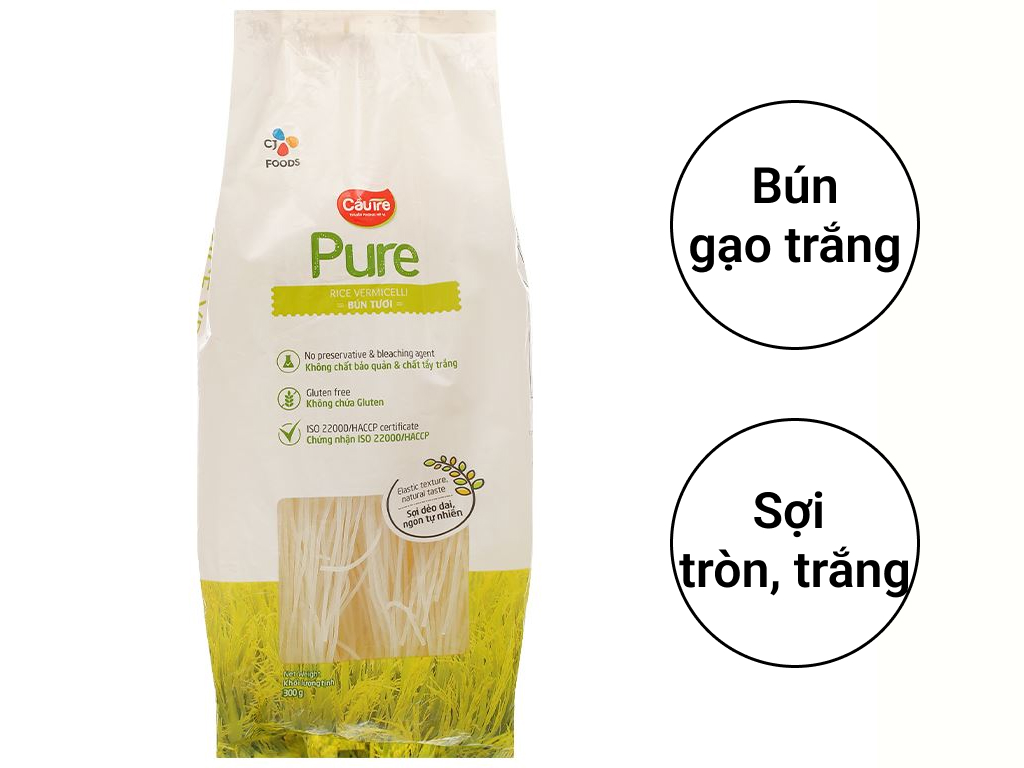 CJ
FOODS
CầuTre
Pure
RICE VERMICELLI
= BÚN TƯƠI =
No preservative & bleaching agent
Không chất bảo quản & chất tẩy trắng
Gluten free
Không chứa Gluten
ISO 22000/HACCP certificate
Chứng nhận ISO 22000/HACCP
Elastic texture,
natural taste
Sợi dẻo dai,
ngon tự nhiên
Net Weight
Khối lượng tịnh
300 g
Bún
gạo trắng
Sợi
tròn, trắng